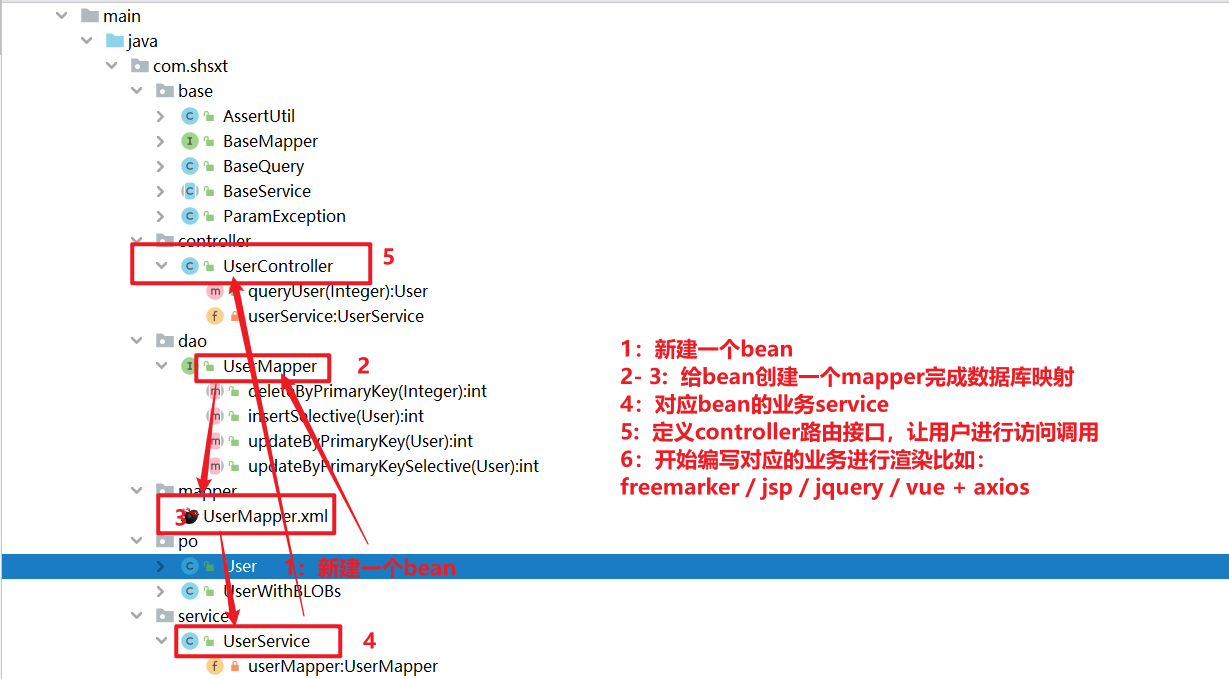 main
java
com.shsxt
base
C AssertUtil
I BaseMapper
C BaseQuery
C BaseService
C ParamException
controller
C UserController 5
m queryUser(Integer):User
f userService:UserService
dao
I UserMapper 2
m deleteByPrimaryKey(Integer):int
m insertSelective(User):int
m updateByPrimaryKey(User):int
m updateByPrimaryKeySelective(User):int
mapper
3 UserMapper.xml
po
C User 1：新建一个bean
C UserWithBLOBs
service
C UserService 4
f userMapper:UserMapper
1：新建一个bean
2- 3：给bean创建一个mapper完成数据库映射
4：对应bean的业务service
5：定义controller路由接口，让用户进行访问调用
6：开始编写对应的业务进行渲染比如：
freemarker / jsp / jquery / vue + axios